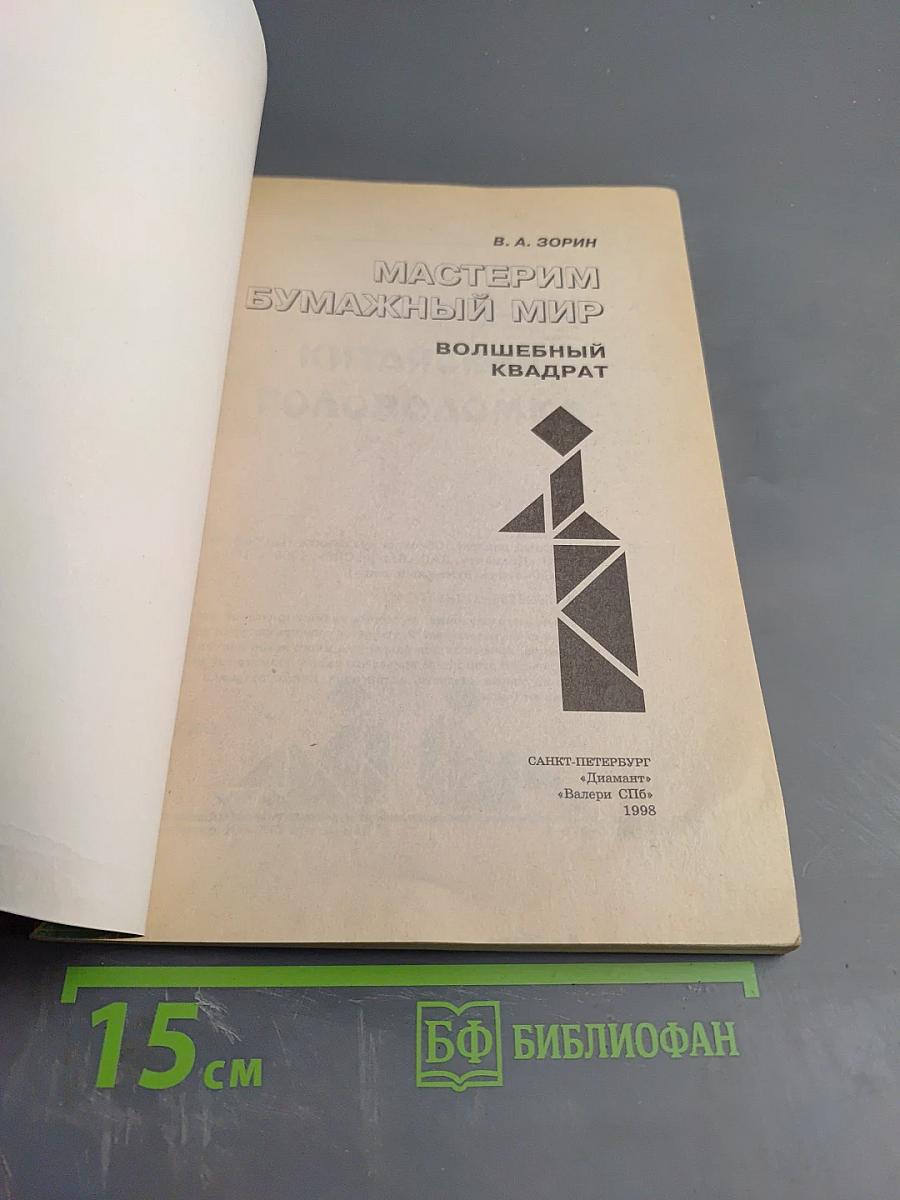 В. А. ЗОРИН
МАСТЕРИМ
БУМАЖНЫЙ МИР
ВОЛШЕБНЫЙ
КВАДРАТ
САНКТ-ПЕТЕРБУРГ
«Диамант»
«Валери СПб»
1998
15 см
БФ БИБЛИОФАН